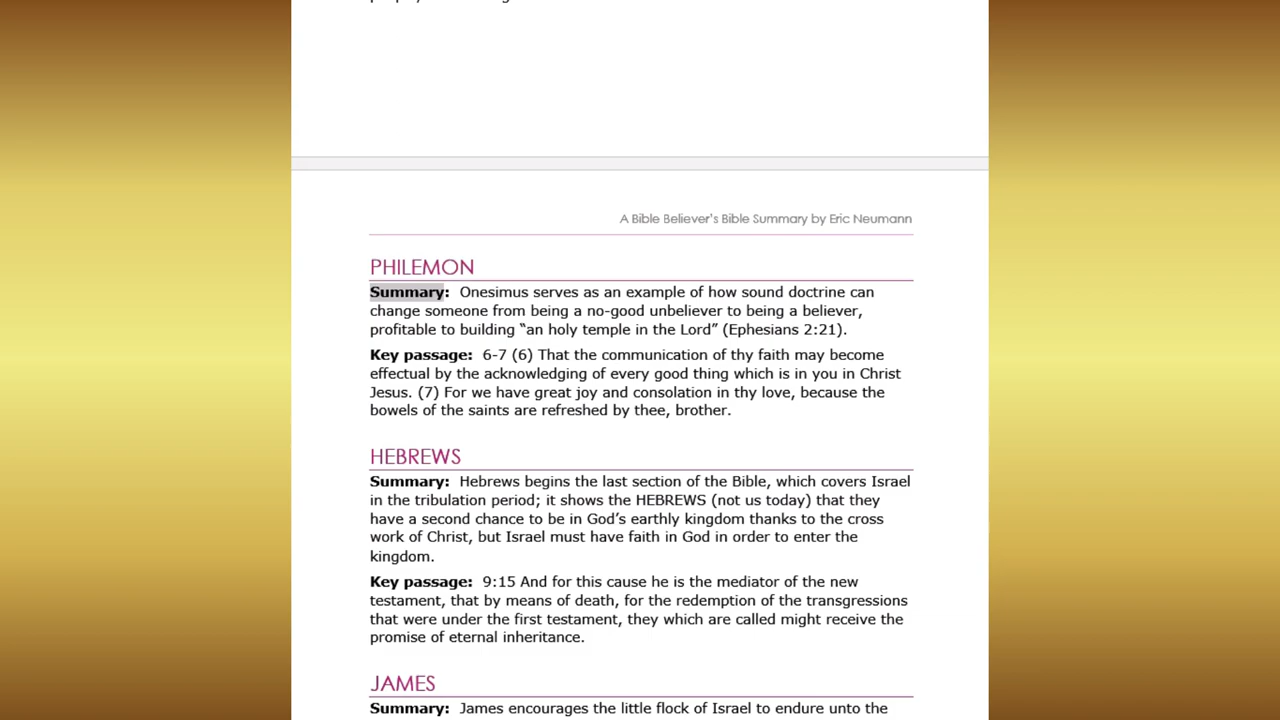 A Bible Believer's Bible Summary by Eric Neumann
PHILEMON
Summary: Onesimus serves as an example of how sound doctrine can
change someone from being a no-good unbeliever to being a believer,
profitable to building “an holy temple in the Lord” (Ephesians 2:21).
Key passage: 6-7 (6) That the communication of thy faith may become
effectual by the acknowledging of every good thing which is in you in Christ
Jesus. (7) For we have great joy and consolation in thy love, because the
bowels of the saints are refreshed by thee, brother.
HEBREWS
Summary: Hebrews begins the last section of the Bible, which covers Israel
in the tribulation period; it shows the HEBREWS (not us today) that they
have a second chance to be in God’s earthly kingdom thanks to the cross
work of Christ, but Israel must have faith in God in order to enter the
kingdom.
Key passage: 9:15 And for this cause he is the mediator of the new
testament, that by means of death, for the redemption of the transgressions
that were under the first testament, they which are called might receive the
promise of eternal inheritance.
JAMES
Summary: James encourages the little flock of Israel to endure unto the